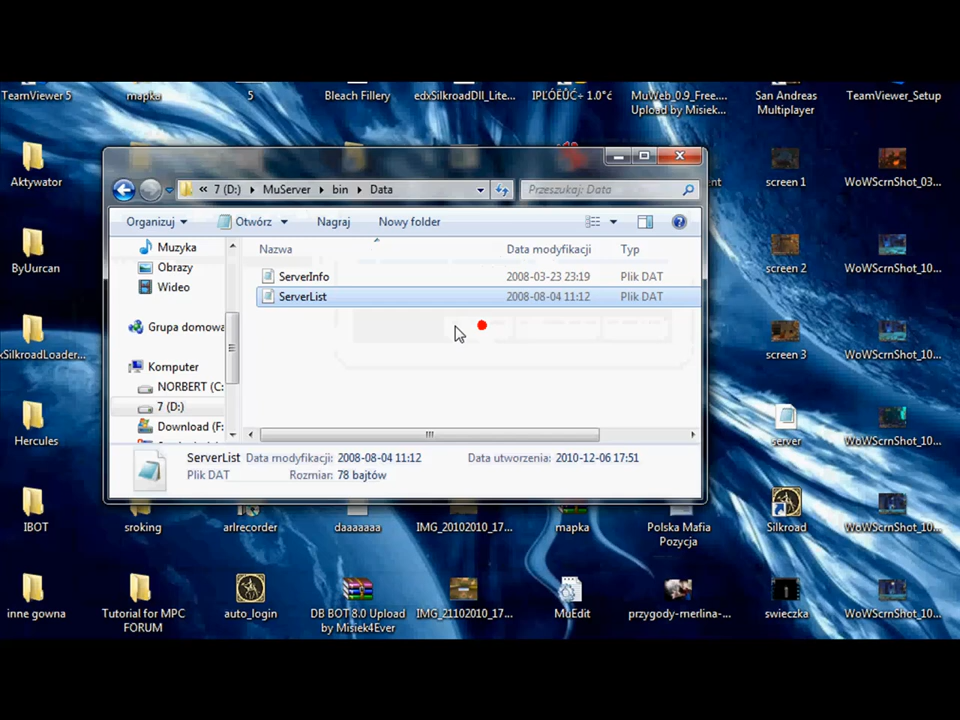 TeamViewer 5
mapka
5
Bleach Fillery
edxSilkroadDll_Lite...
MuWeb_0.9_Free....
Upload by Misiek...
San Andreas
Multiplayer
TeamViewer_Setup
Aktywator
screen 1
WoWScrnShot_03...
ByUurcan
screen 2
WoWScrnShot_10...
xSilkroadLoader...
screen 3
WoWScrnShot_10...
Hercules
server
WoWScrnShot_10...
« 7 (D:) MuServer bin Data
Przeszukaj: Data
Organizuj Otwórz Nagraj Nowy folder
Muzyka
Obrazy
Wideo
Grupa domowa
Komputer
NORBERT (C:
7 (D:)
Download (F:
Nazwa Data modyfikacji Typ
ServerInfo 2008-03-23 23:19 Plik DAT
ServerList 2008-08-04 11:12 Plik DAT
ServerList Data modyfikacji: 2008-08-04 11:12 Data utworzenia: 2010-12-06 17:51
Plik DAT Rozmiar: 78 bajtów
IBOT
sroking
arlrecorder
daaaaaaa
IMG_20102010_17...
mapka
Polska Mafia
Pozycja
Silkroad
WoWScrnShot_10...
inne gowna
Tutorial for MPC
FORUM
auto_login
DB BOT 8.0 Upload
by Misiek4Ever
IMG_21102010_17...
MuEdit
przygody-merlina-...
swieczka
WoWScrnShot_10...